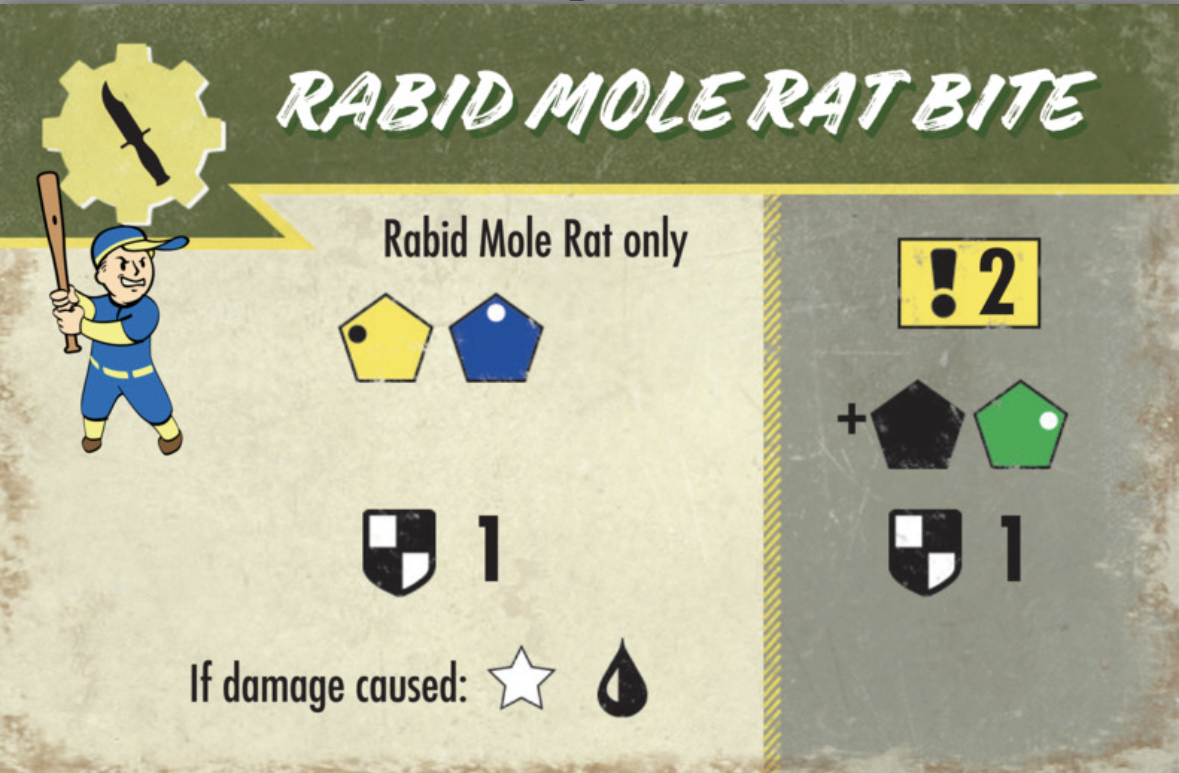 RABID MOLE RAT BITE
Rabid Mole Rat only
! 2
+
1
1
If damage caused: